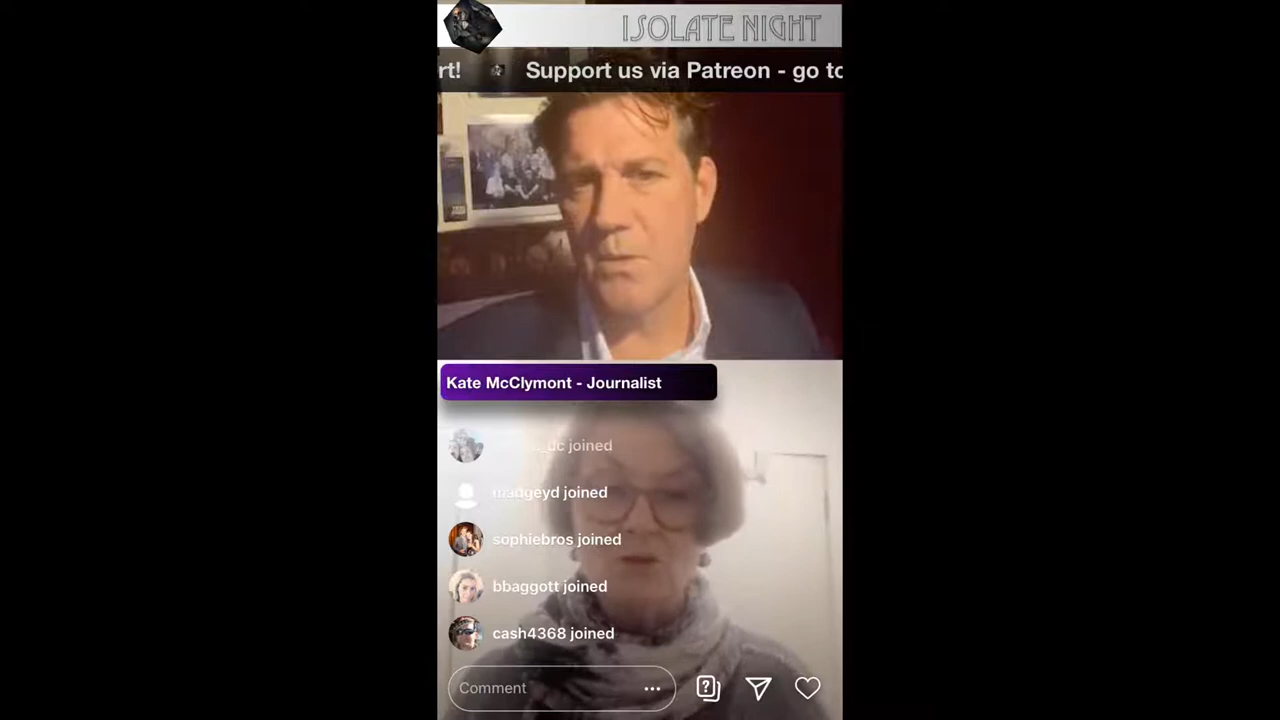 ISOLATE NIGHT
rt! Support us via Patreon - go to
Kate McClymont - Journalist
joined
madgeyd joined
sophiebros joined
bbaggott joined
cash4368 joined
Comment